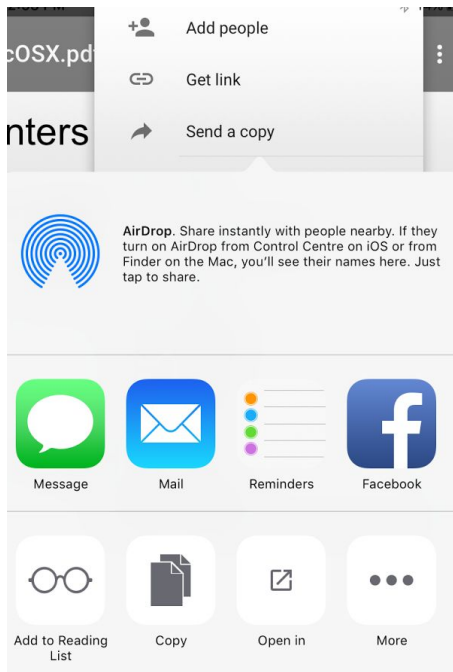 cOSX.pd
Add people
Get link
nters
Send a copy
AirDrop. Share instantly with people nearby. If they
turn on AirDrop from Control Centre on iOS or from
Finder on the Mac, you'll see their names here. Just
tap to share.
Message
Mail
Reminders
Facebook
Add to Reading
List
Copy
Open in
More